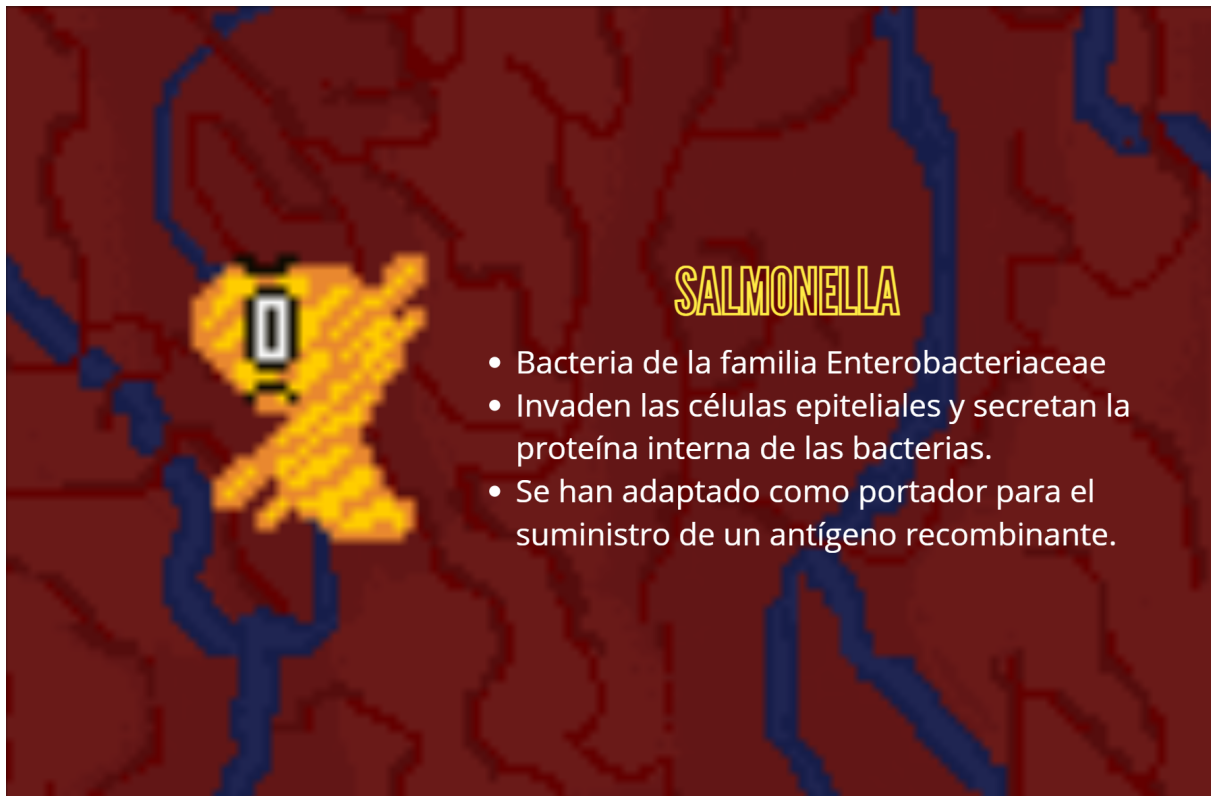 SALMONELLA
• Bacteria de la familia Enterobacteriaceae
• Invaden las células epiteliales y secretan la
proteína interna de las bacterias.
• Se han adaptado como portador para el
suministro de un antígeno recombinante.